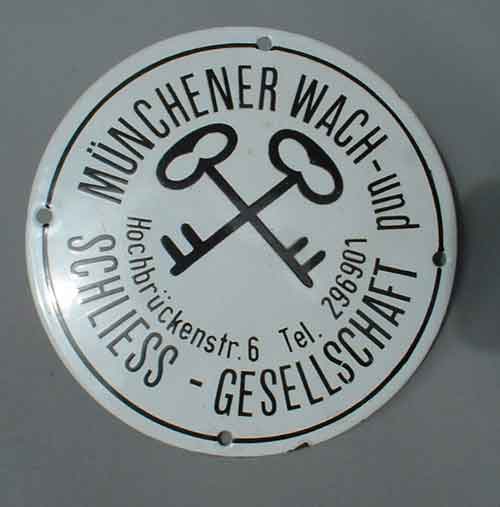 MÜNCHENER WACH-und
SCHLIESS - GESELLSCHAFT
Hochbrückenstr. 6 Tel. 296901